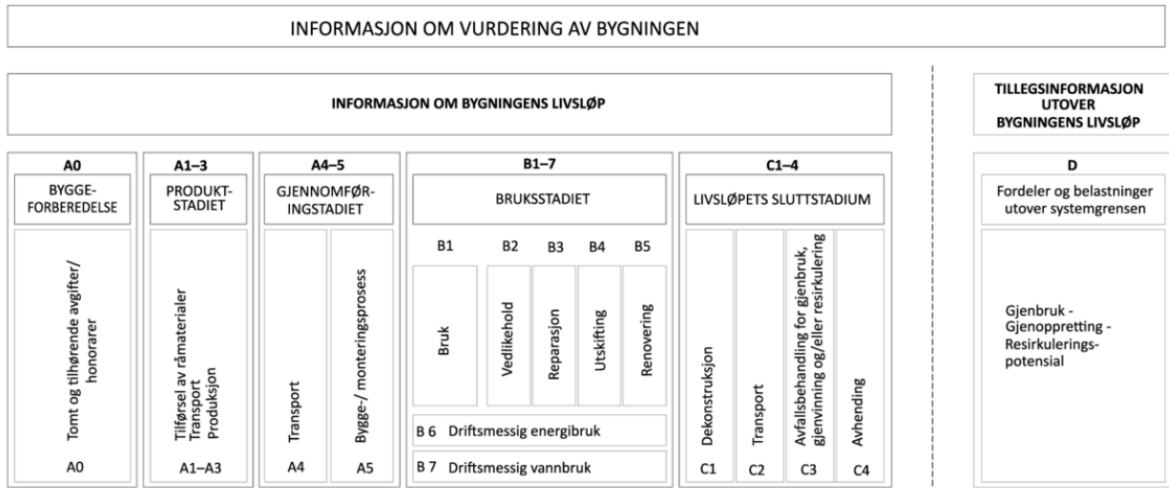 INFORMASJON OM VURDERING AV BYGNINGEN
INFORMASJON OM BYGNINGENS LIVSLØP
TILLEGSINFORMASJON
UTOVER
BYGNINGENS LIVSLØP
A0
BYGGE-
FORBEREDELSE
Tomt og tilhørende avgifter/
honorarer
A0
A1–3
PRODUKT-
STADIET
Tilførsel av råmaterialer
Transport
Produksjon
A1–A3
A4–5
GJENNOMFØR-
INGSTADIET
Transport
A4
Bygge-/ monteringsprosess
A5
B1–7
BRUKSSTADIET
B1
Bruk
B2
Vedlikehold
B3
Reparasjon
B4
Utskifting
B5
Renovering
B 6 Driftsmessig energibruk
B 7 Driftsmessig vannbruk
C1–4
LIVSLØPETS SLUTTSTADIUM
Dekonstruksjon
C1
Transport
C2
Avfallsbehandling for gjenbruk,
gjenvinning og/eller resirkulering
C3
Avhending
C4
D
Fordeler og belastninger
utover systemgrensen
Gjenbruk -
Gjenoppretting -
Resirkulerings-
potensial